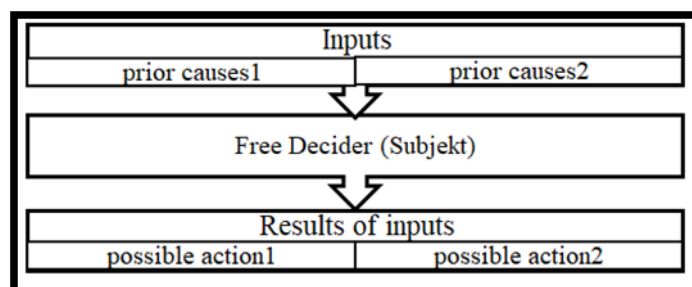 Inputs
prior causes1 prior causes2
Free Decider (Subjekt)
Results of inputs
possible action1 possible action2